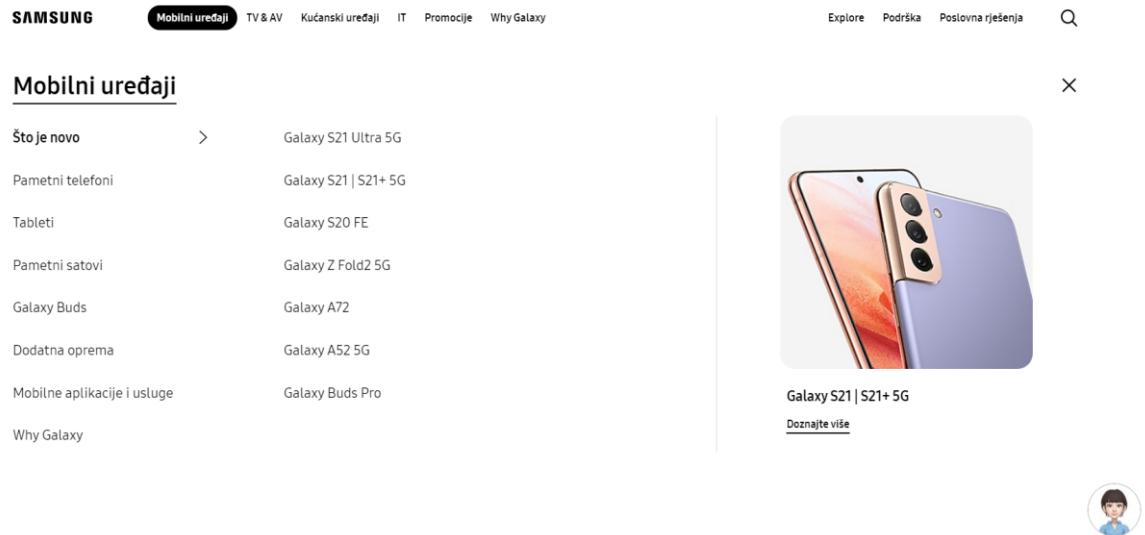 SAMSUNG
Mobilni uređaji
TV & AV
Kućanski uređaji
IT
Promocije
Why Galaxy
Explore
Podrška
Poslovna rješenja
Mobilni uređaji
Što je novo
Pametni telefoni
Tableti
Pametni satovi
Galaxy Buds
Dodatna oprema
Mobilne aplikacije i usluge
Why Galaxy
Galaxy S21 Ultra 5G
Galaxy S21 | S21+ 5G
Galaxy S20 FE
Galaxy Z Fold2 5G
Galaxy A72
Galaxy A52 5G
Galaxy Buds Pro
Galaxy S21 | S21+ 5G
Doznajte više